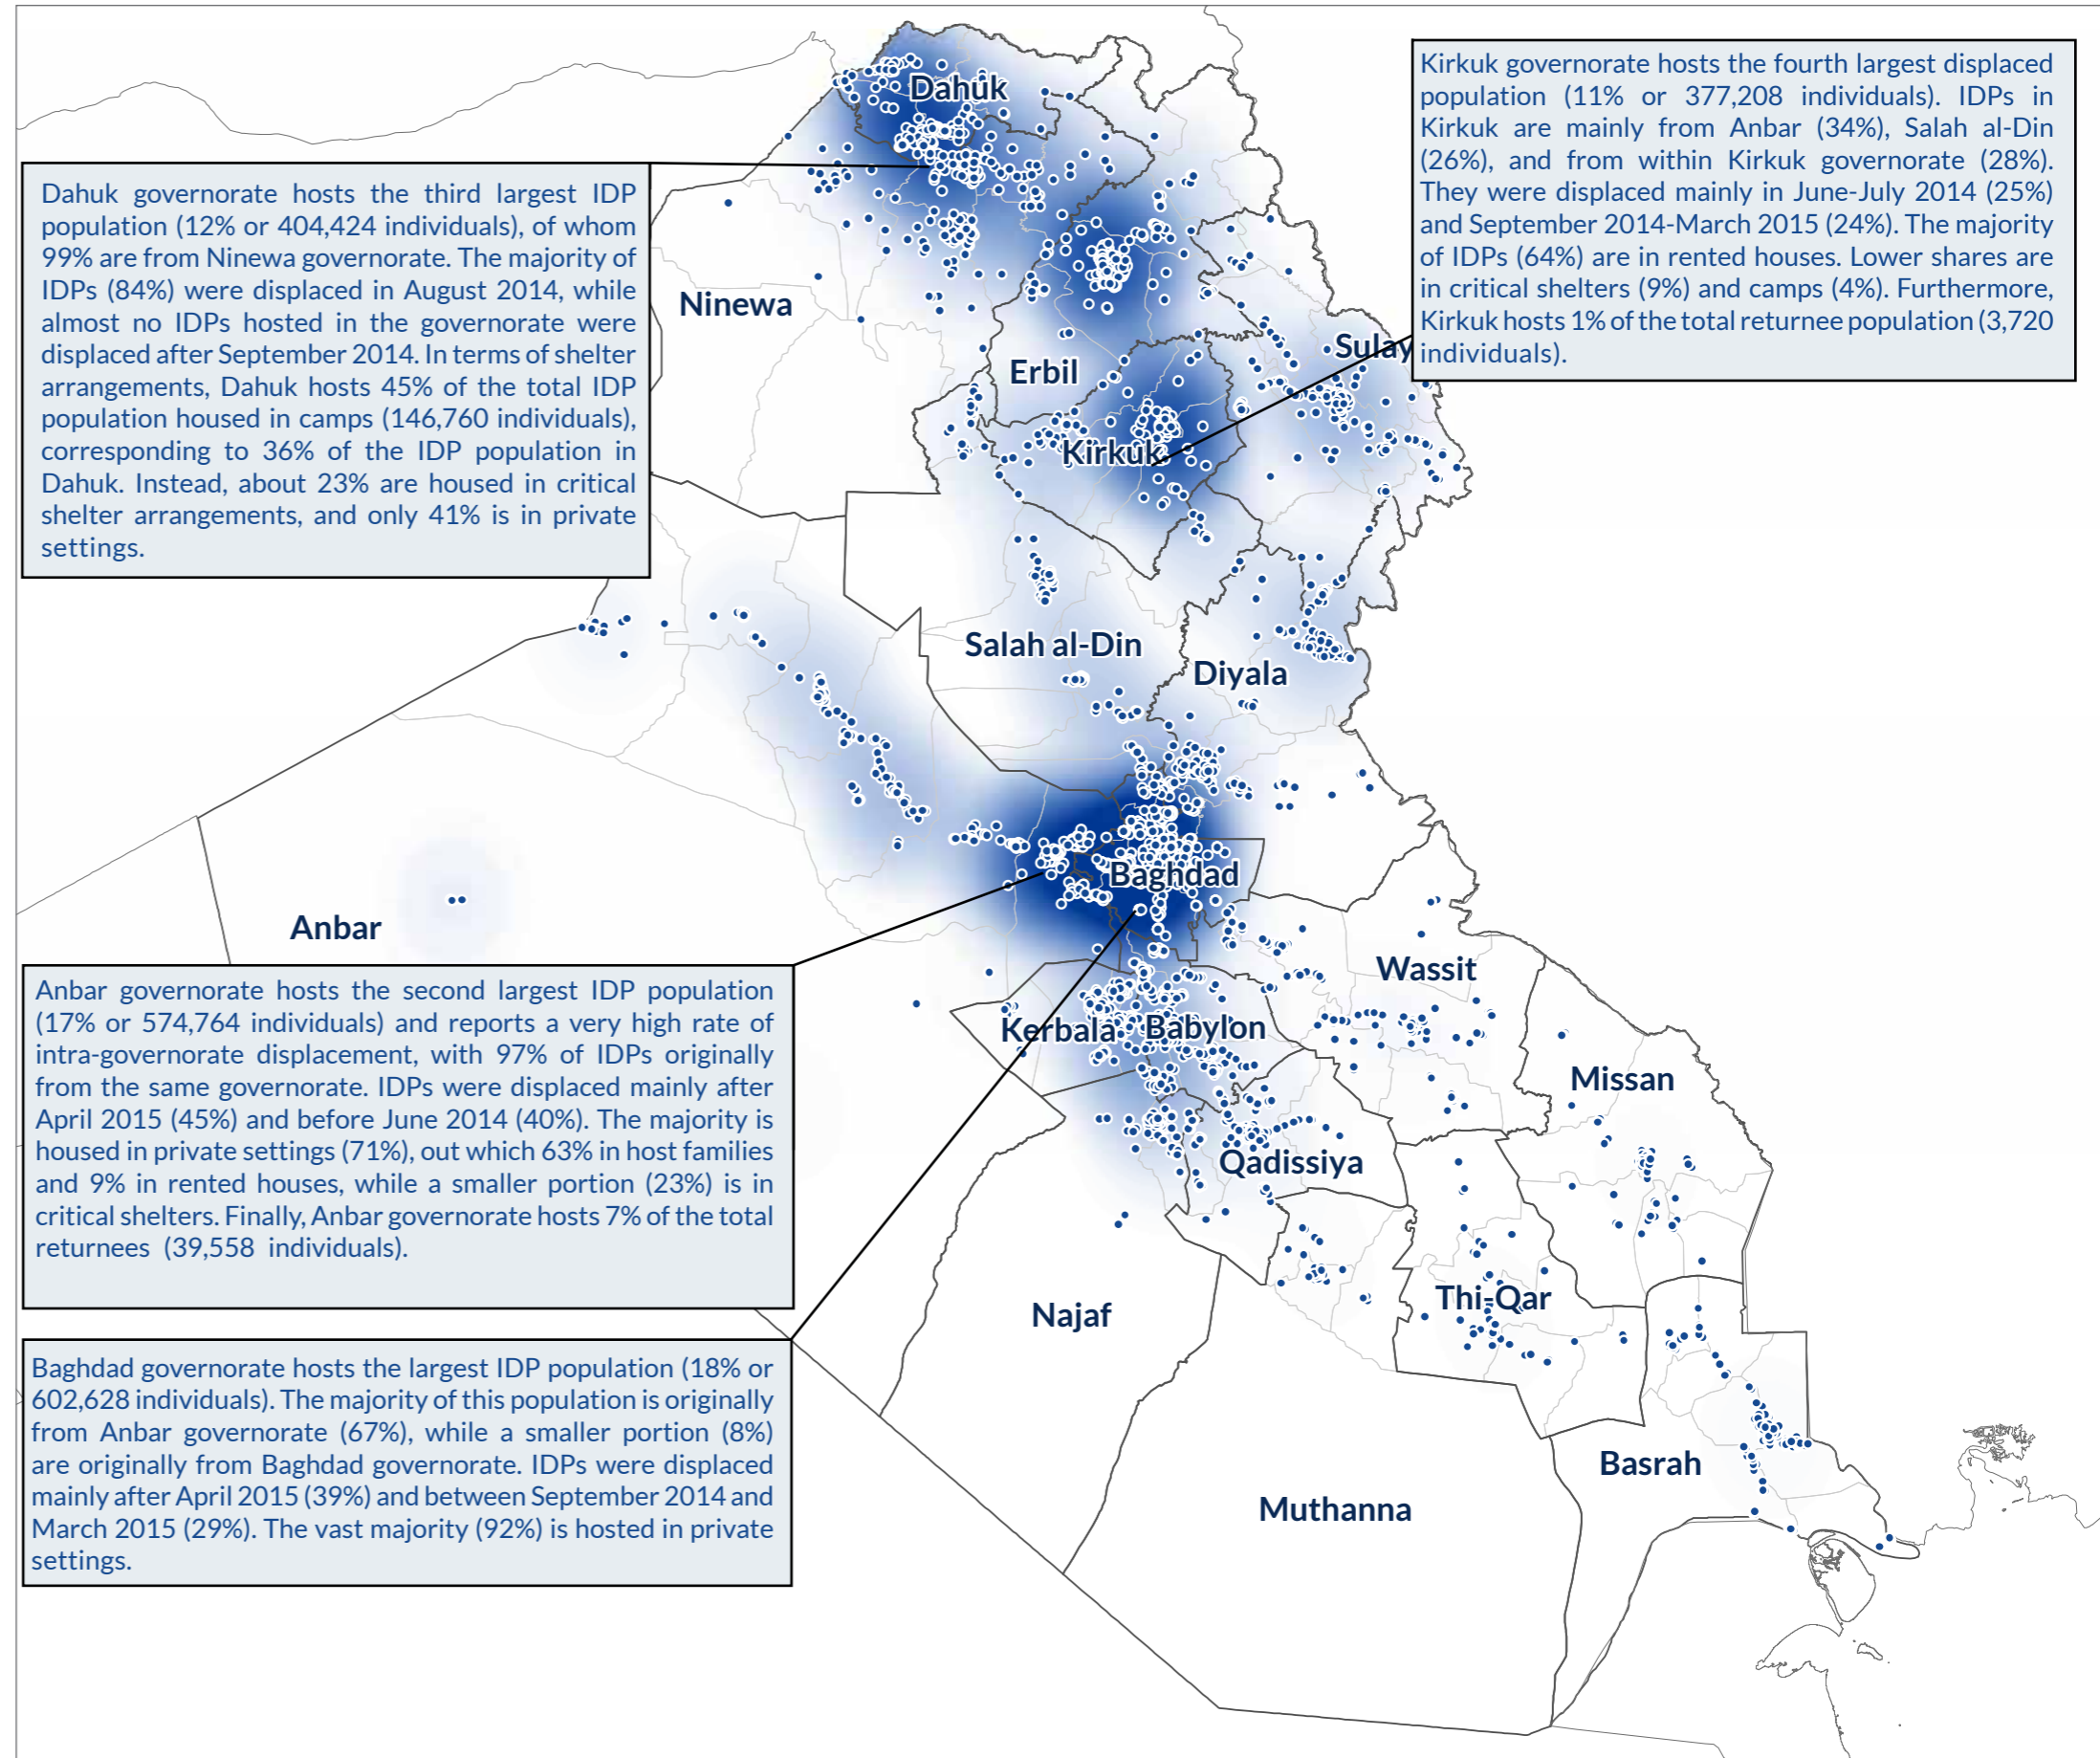 Kirkuk governorate hosts the fourth largest displaced
population (11% or 377,208 individuals). IDPs in
Kirkuk are mainly from Anbar (34%), Salah al-Din
(26%), and from within Kirkuk governorate (28%).
They were displaced mainly in June-July 2014 (25%)
and September 2014-March 2015 (24%). The majority
of IDPs (64%) are in rented houses. Lower shares are
in critical shelters (9%) and camps (4%). Furthermore,
Kirkuk hosts 1% of the total returnee population (3,720
individuals).
Dahuk
Dahuk governorate hosts the third largest IDP
population (12% or 404,424 individuals), of whom
99% are from Ninewa governorate. The majority of
IDPs (84%) were displaced in August 2014, while
almost no IDPs hosted in the governorate were
displaced after September 2014. In terms of shelter
arrangements, Dahuk hosts 45% of the total IDP
population housed in camps (146,760 individuals),
corresponding to 36% of the IDP population in
Dahuk. Instead, about 23% are housed in critical
shelter arrangements, and only 41% is in private
settings.
Ninewa
Sulay
Erbil
Kirkuk
Salah al-Din
Diyala
Baghdad
Anbar
Wassit
Anbar governorate hosts the second largest IDP population
(17% or 574,764 individuals) and reports a very high rate of
intra-governorate displacement, with 97% of IDPs originally
from the same governorate. IDPs were displaced mainly after
April 2015 (45%) and before June 2014 (40%). The majority is
housed in private settings (71%), out which 63% in host families
and 9% in rented houses, while a smaller portion (23%) is in
critical shelters. Finally, Anbar governorate hosts 7% of the total
returnees (39,558 individuals).
Kerbala
Babylon
Missan
Qadissiya
Thi-Qar
Najaf
Baghdad governorate hosts the largest IDP population (18% or
602,628 individuals). The majority of this population is originally
from Anbar governorate (67%), while a smaller portion (8%)
are originally from Baghdad governorate. IDPs were displaced
mainly after April 2015 (39%) and between September 2014 and
March 2015 (29%). The vast majority (92%) is hosted in private
settings.
Basrah
Muthanna